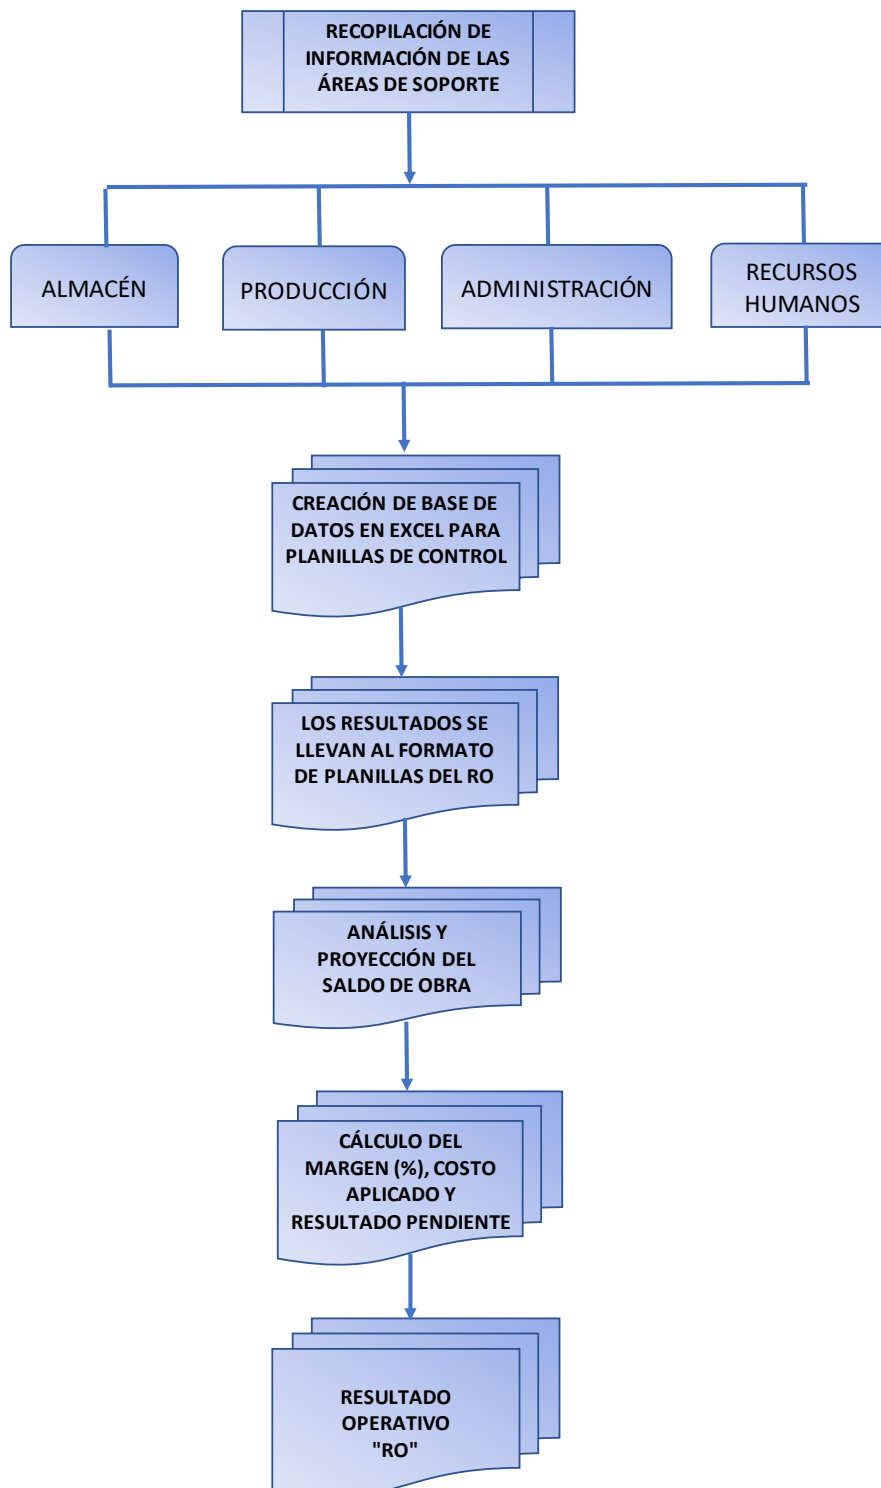 RECOPILACIÓN DE
INFORMACIÓN DE LAS
ÁREAS DE SOPORTE
ALMACÉN
PRODUCCIÓN
ADMINISTRACIÓN
RECURSOS
HUMANOS
CREACIÓN DE BASE DE
DATOS EN EXCEL PARA
PLANILLAS DE CONTROL
LOS RESULTADOS SE
LLEVAN AL FORMATO
DE PLANILLAS DEL RO
ANÁLISIS Y
PROYECCIÓN DEL
SALDO DE OBRA
CÁLCULO DEL
MARGEN (%), COSTO
APLICADO Y
RESULTADO PENDIENTE
RESULTADO
OPERATIVO
"RO"